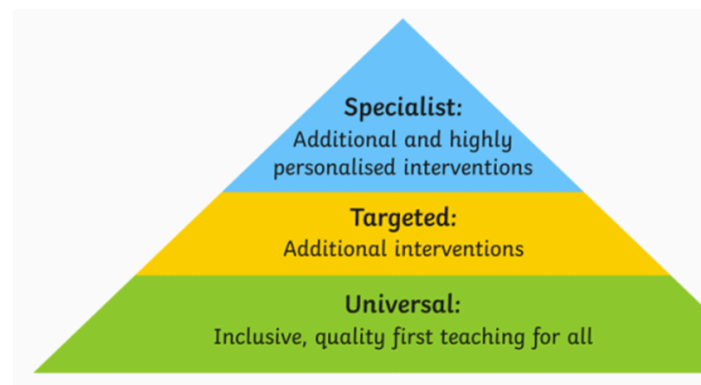 Specialist:
Additional and highly
personalised interventions
Targeted:
Additional interventions
Universal:
Inclusive, quality first teaching for all